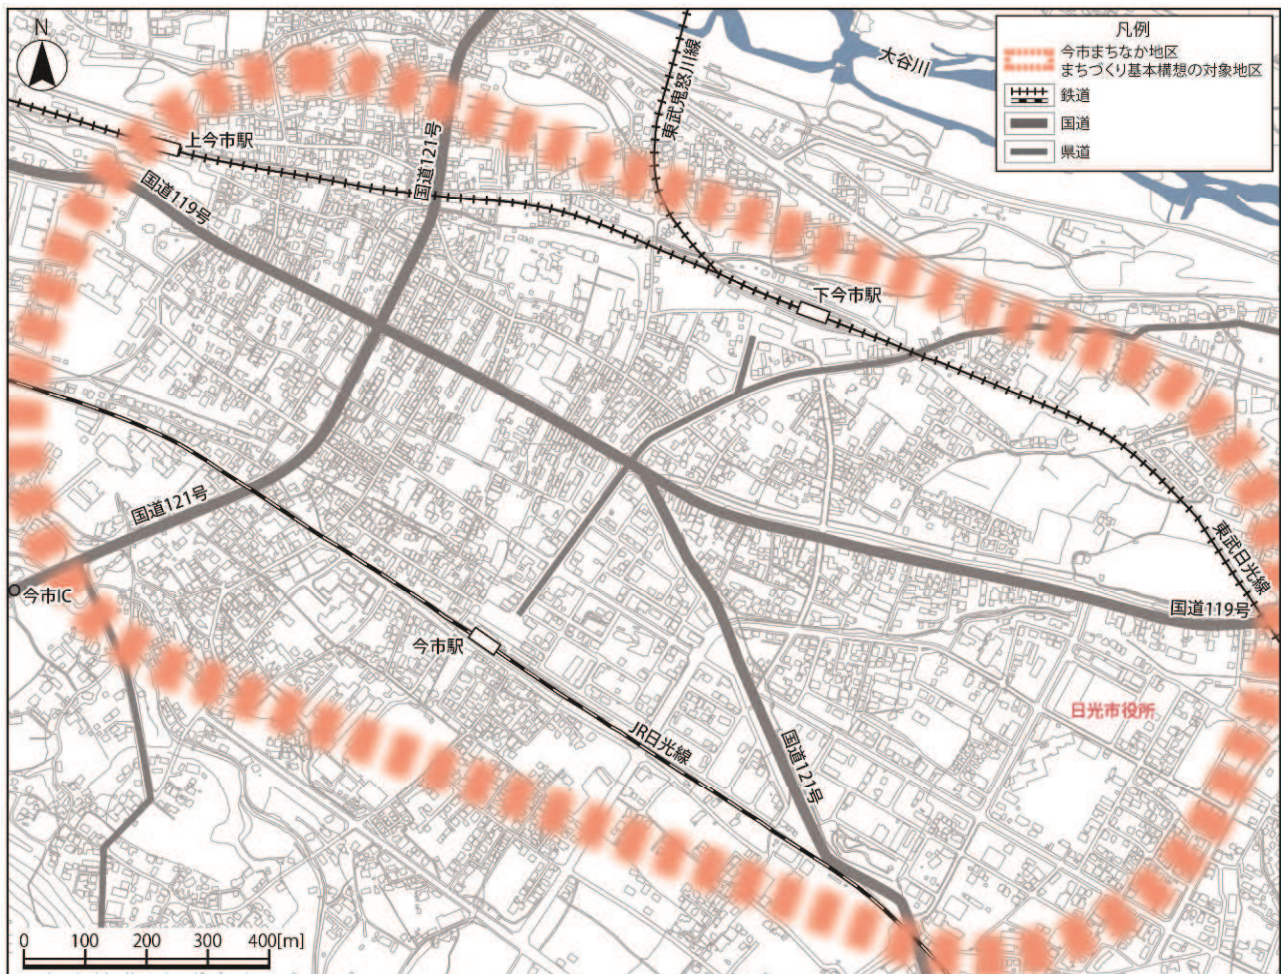 N
凡例
今市まちなか地区
まちづくり基本構想の対象地区
鉄道
国道
県道
大谷川
東武鬼怒川線
上今市駅
国道121号
国道119号
下今市駅
国道121号
今市IC
東武日光線
国道119号
今市駅
日光市役所
JR日光線
国道121号
0 100 200 300 400[m]